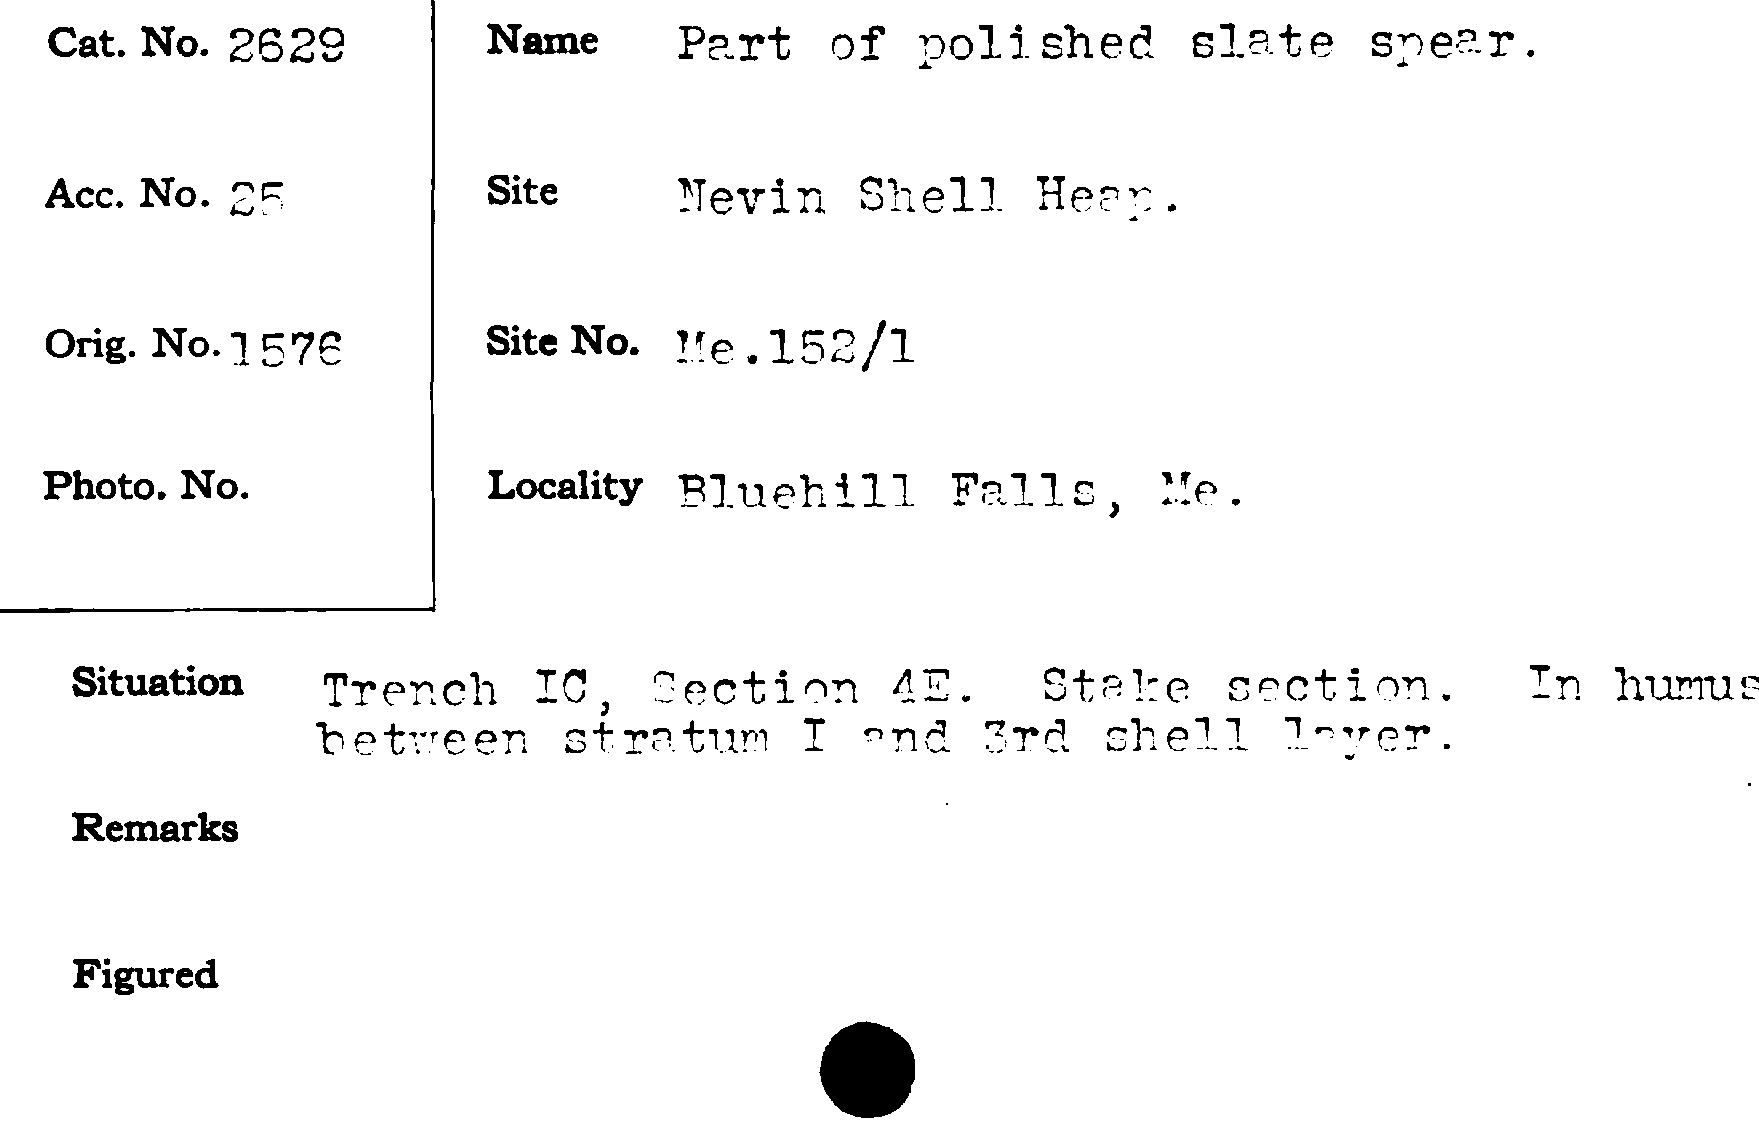 Cat. No. 2629
Name Part of polished slate spear.
Acc. No. 25
Site Nevin Shell Heap.
Orig. No. 1576
Site No. Me.152/1
Photo. No.
Locality Bluehill Falls, Me.
Situation Trench IC, Section 4E. Stake section. In humus
between stratum I and 3rd shell layer.
Remarks
Figured